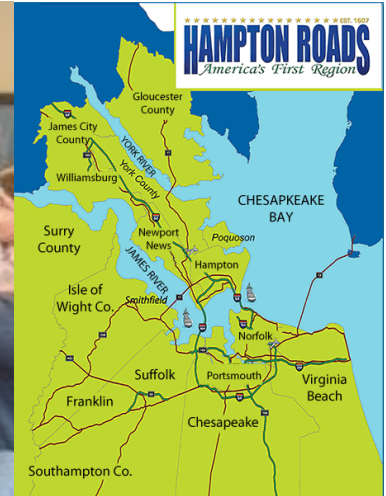 EST. 1607
HAMPTON ROADS
America's First Region
Gloucester
County
James City
County
YORK RIVER
York County
Williamsburg
CHESAPKEAKE
BAY
Surry
County
Newport
News
Poquoson
JAMES RIVER
Hampton
Isle of
Wight Co.
Smithfield
Norfolk
Suffolk
Portsmouth
Virginia
Beach
Franklin
Chesapeake
Southampton Co.